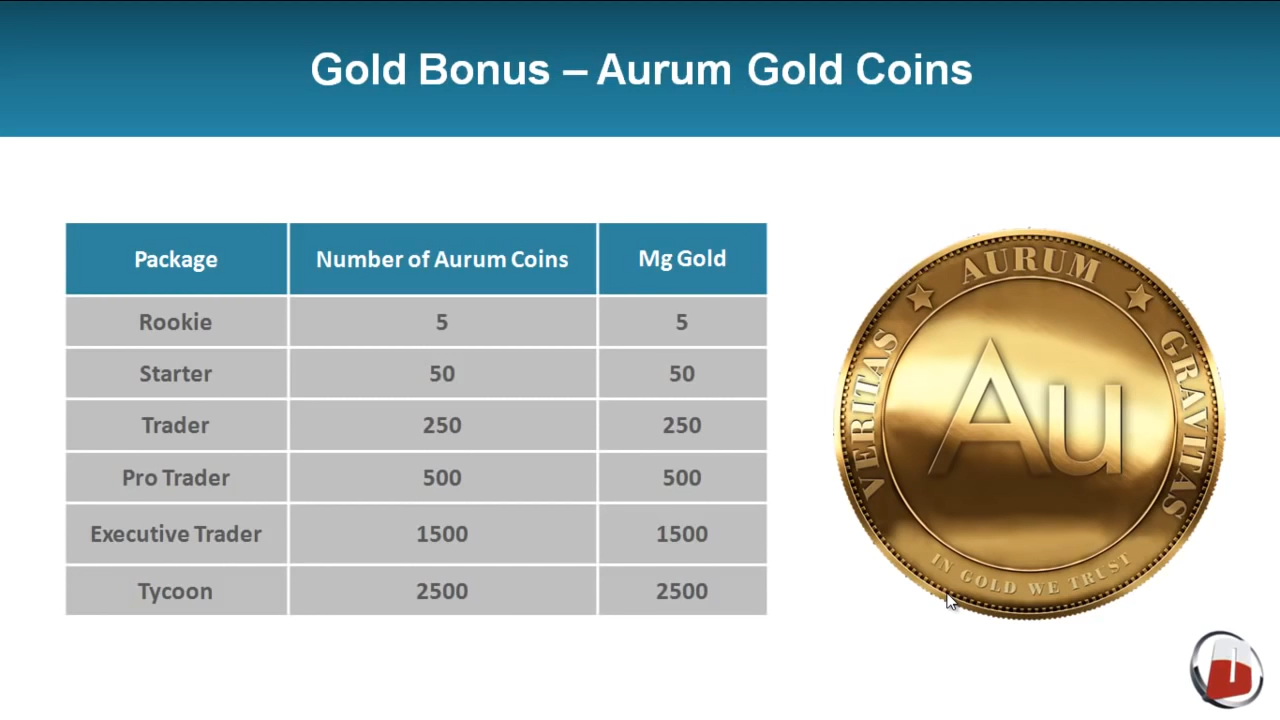 Gold Bonus – Aurum Gold Coins
Package Number of Aurum Coins Mg Gold
Rookie 5 5
Starter 50 50
Trader 250 250
Pro Trader 500 500
Executive Trader 1500 1500
Tycoon 2500 2500
AURUM
VERITAS
GRAVITAS
Au
IN GOLD WE TRUST